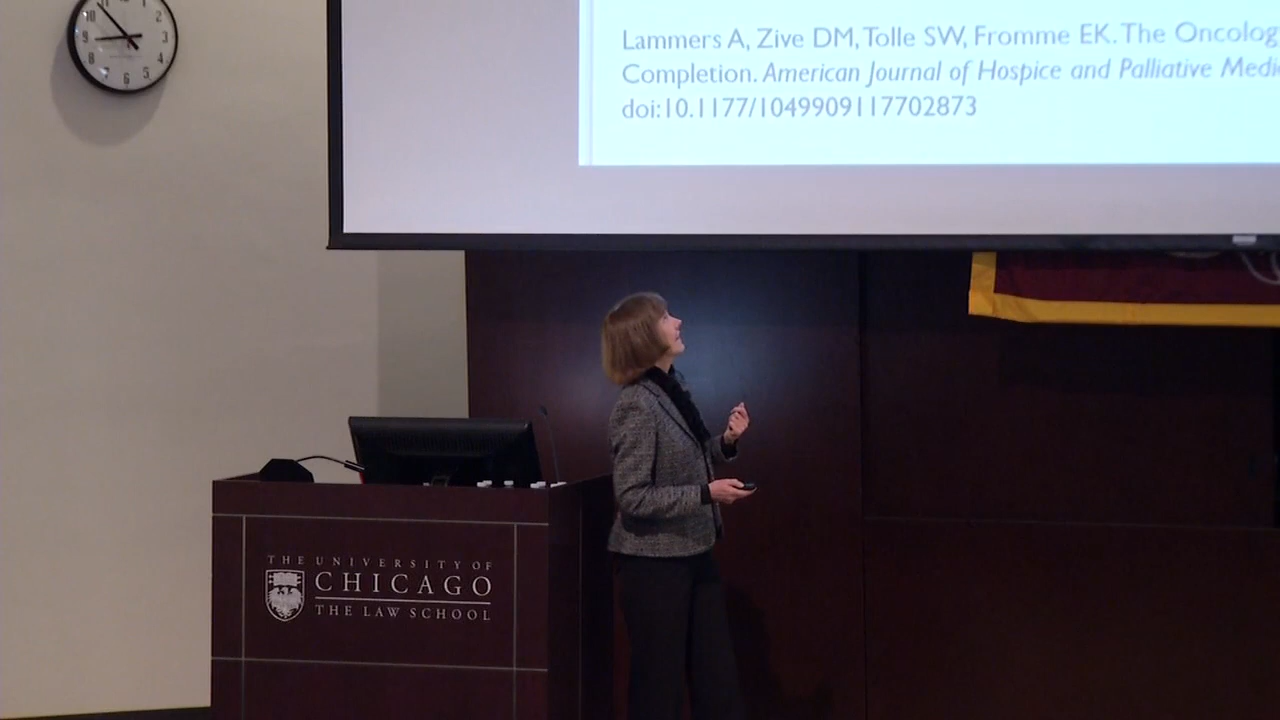 Lammers A, Zive DM, Tolle SW, Fromme EK. The Oncolog
Completion. American Journal of Hospice and Palliative Medi
doi:10.1177/1049909117702873
THE UNIVERSITY OF
CHICAGO
THE LAW SCHOOL